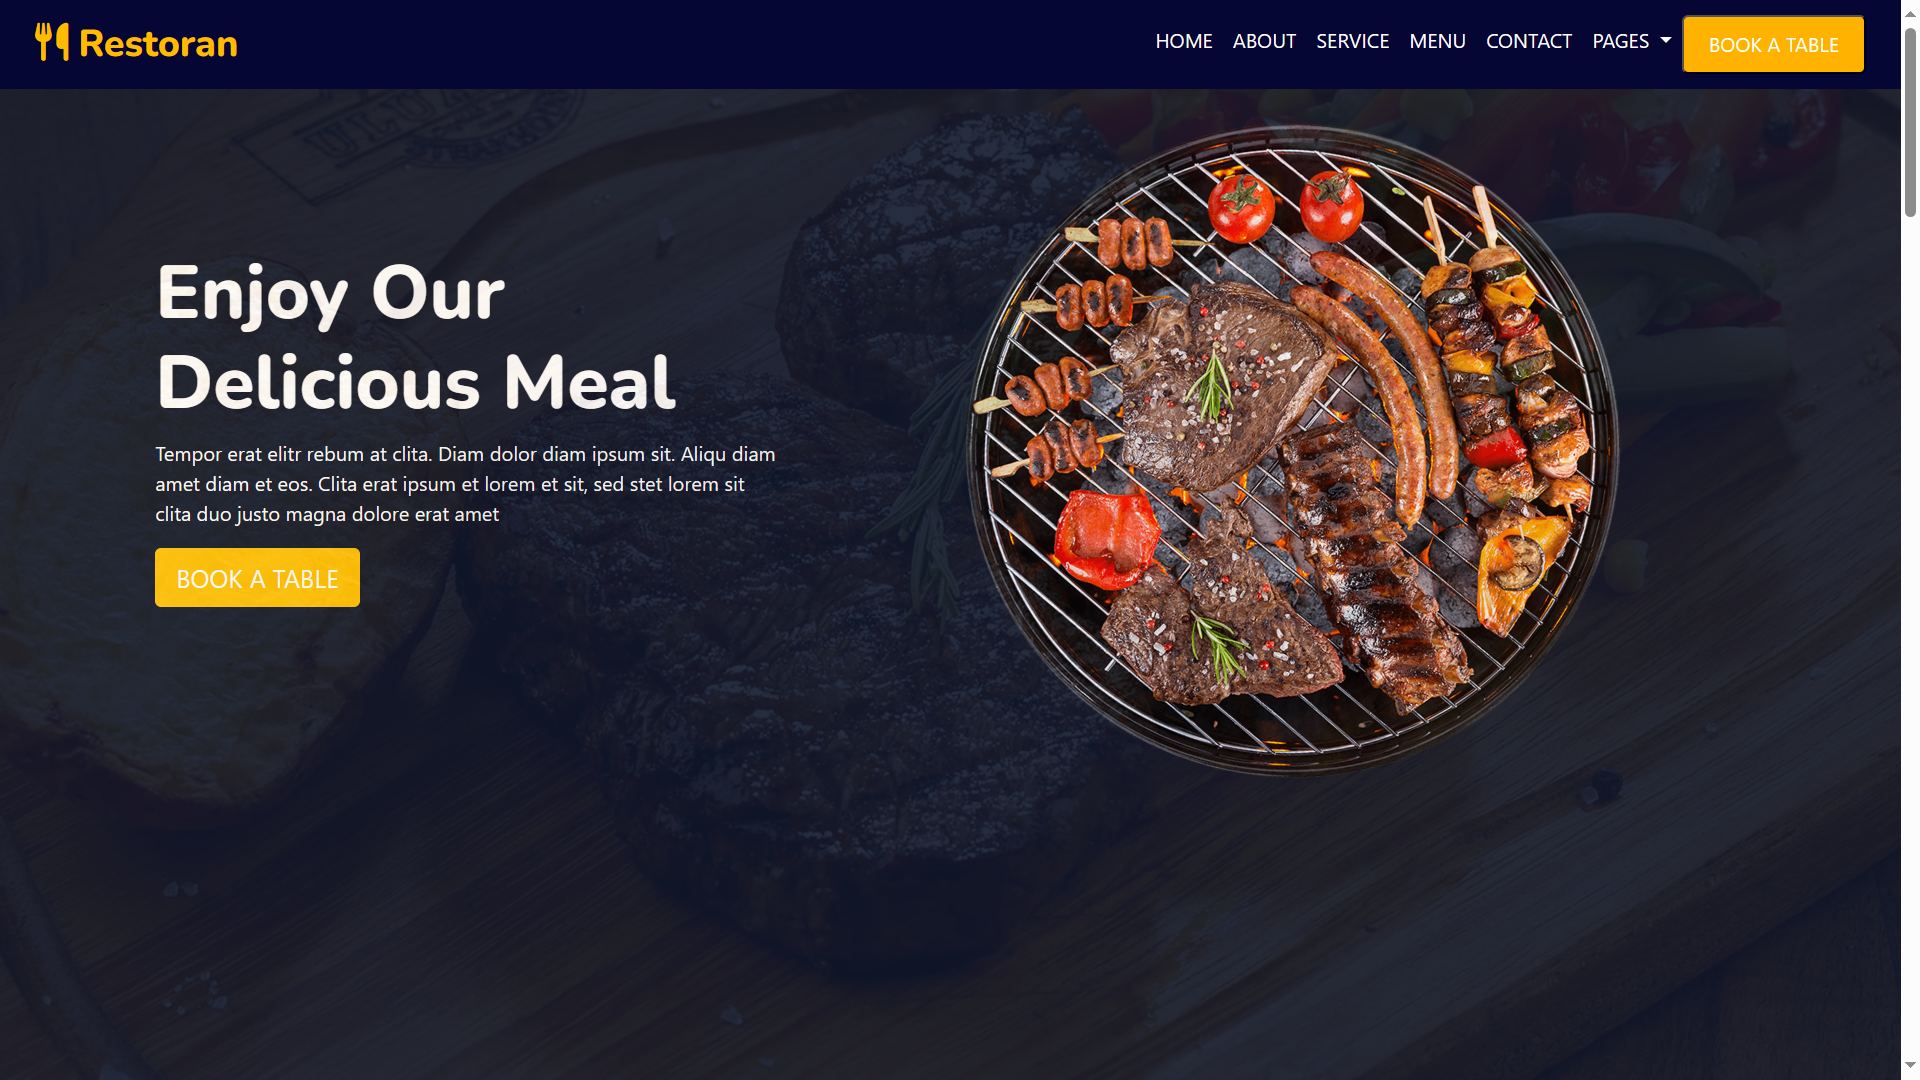 Restoran
HOME ABOUT SERVICE MENU CONTACT PAGES BOOK A TABLE
Enjoy Our
Delicious Meal
Tempor erat elitr rebum at clita. Diam dolor diam ipsum sit. Aliqu diam
amet diam et eos. Clita erat ipsum et lorem et sit, sed stet lorem sit
clita duo justo magna dolore erat amet
BOOK A TABLE